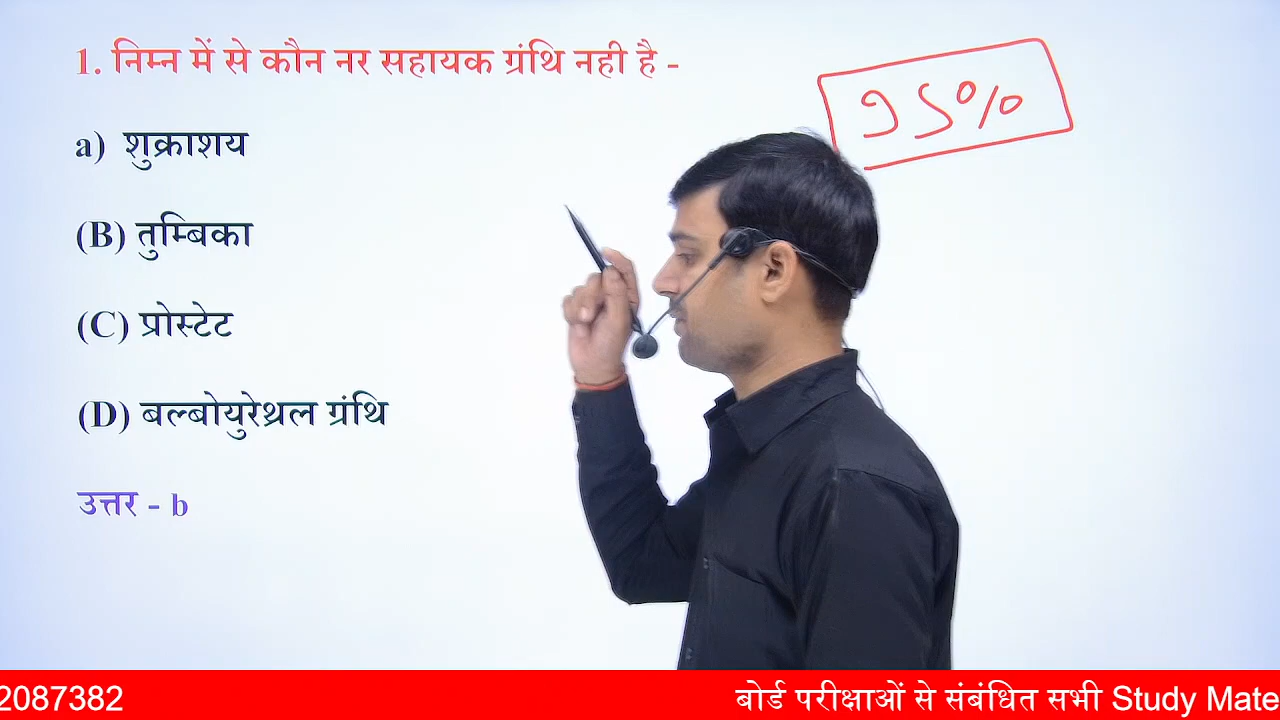 1. निम्न में से कौन नर सहायक ग्रंथि नही है -
95%
a) शुक्राशय
(B) तुम्बिका
(C) प्रोस्टेट
(D) बल्बोयुरेथ्रल ग्रंथि
उत्तर - b
2087382
बोर्ड परीक्षाओं से संबंधित सभी Study Mate